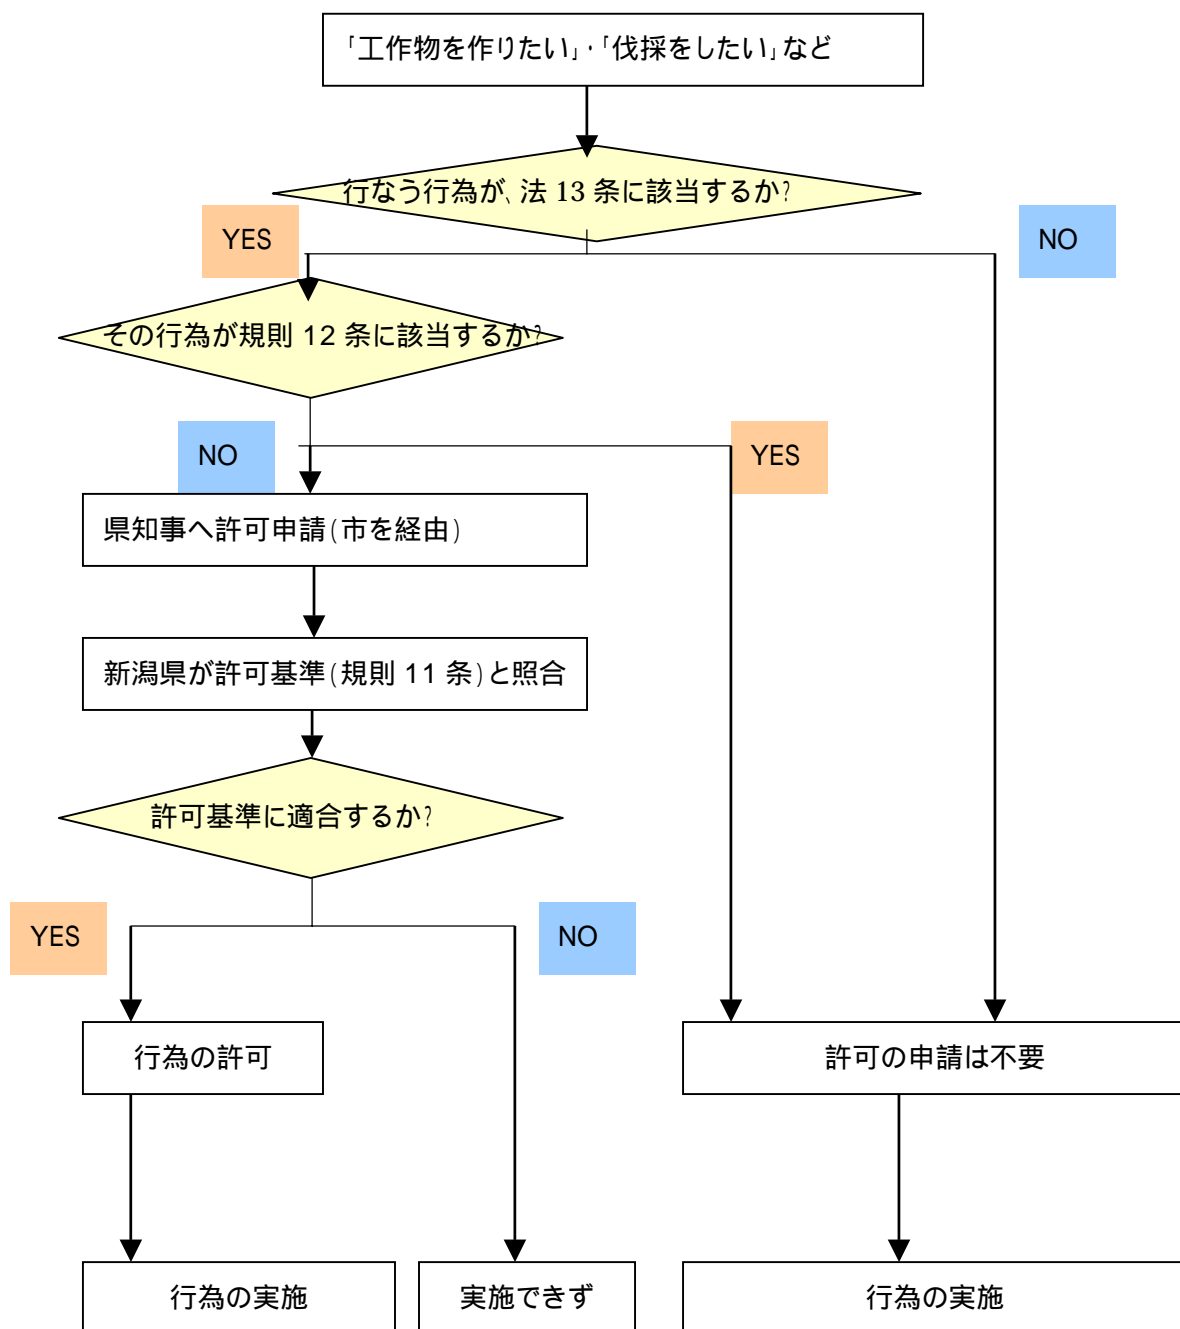 「工作物を作りたい」・「伐採をしたい」など
行なう行為が、法 13 条に該当するか?
YES
NO
その行為が規則 12 条に該当するか?
NO
YES
県知事へ許可申請(市を経由)
新潟県が許可基準(規則 11 条)と照合
許可基準に適合するか?
YES
NO
行為の許可
許可の申請は不要
行為の実施
実施できず
行為の実施